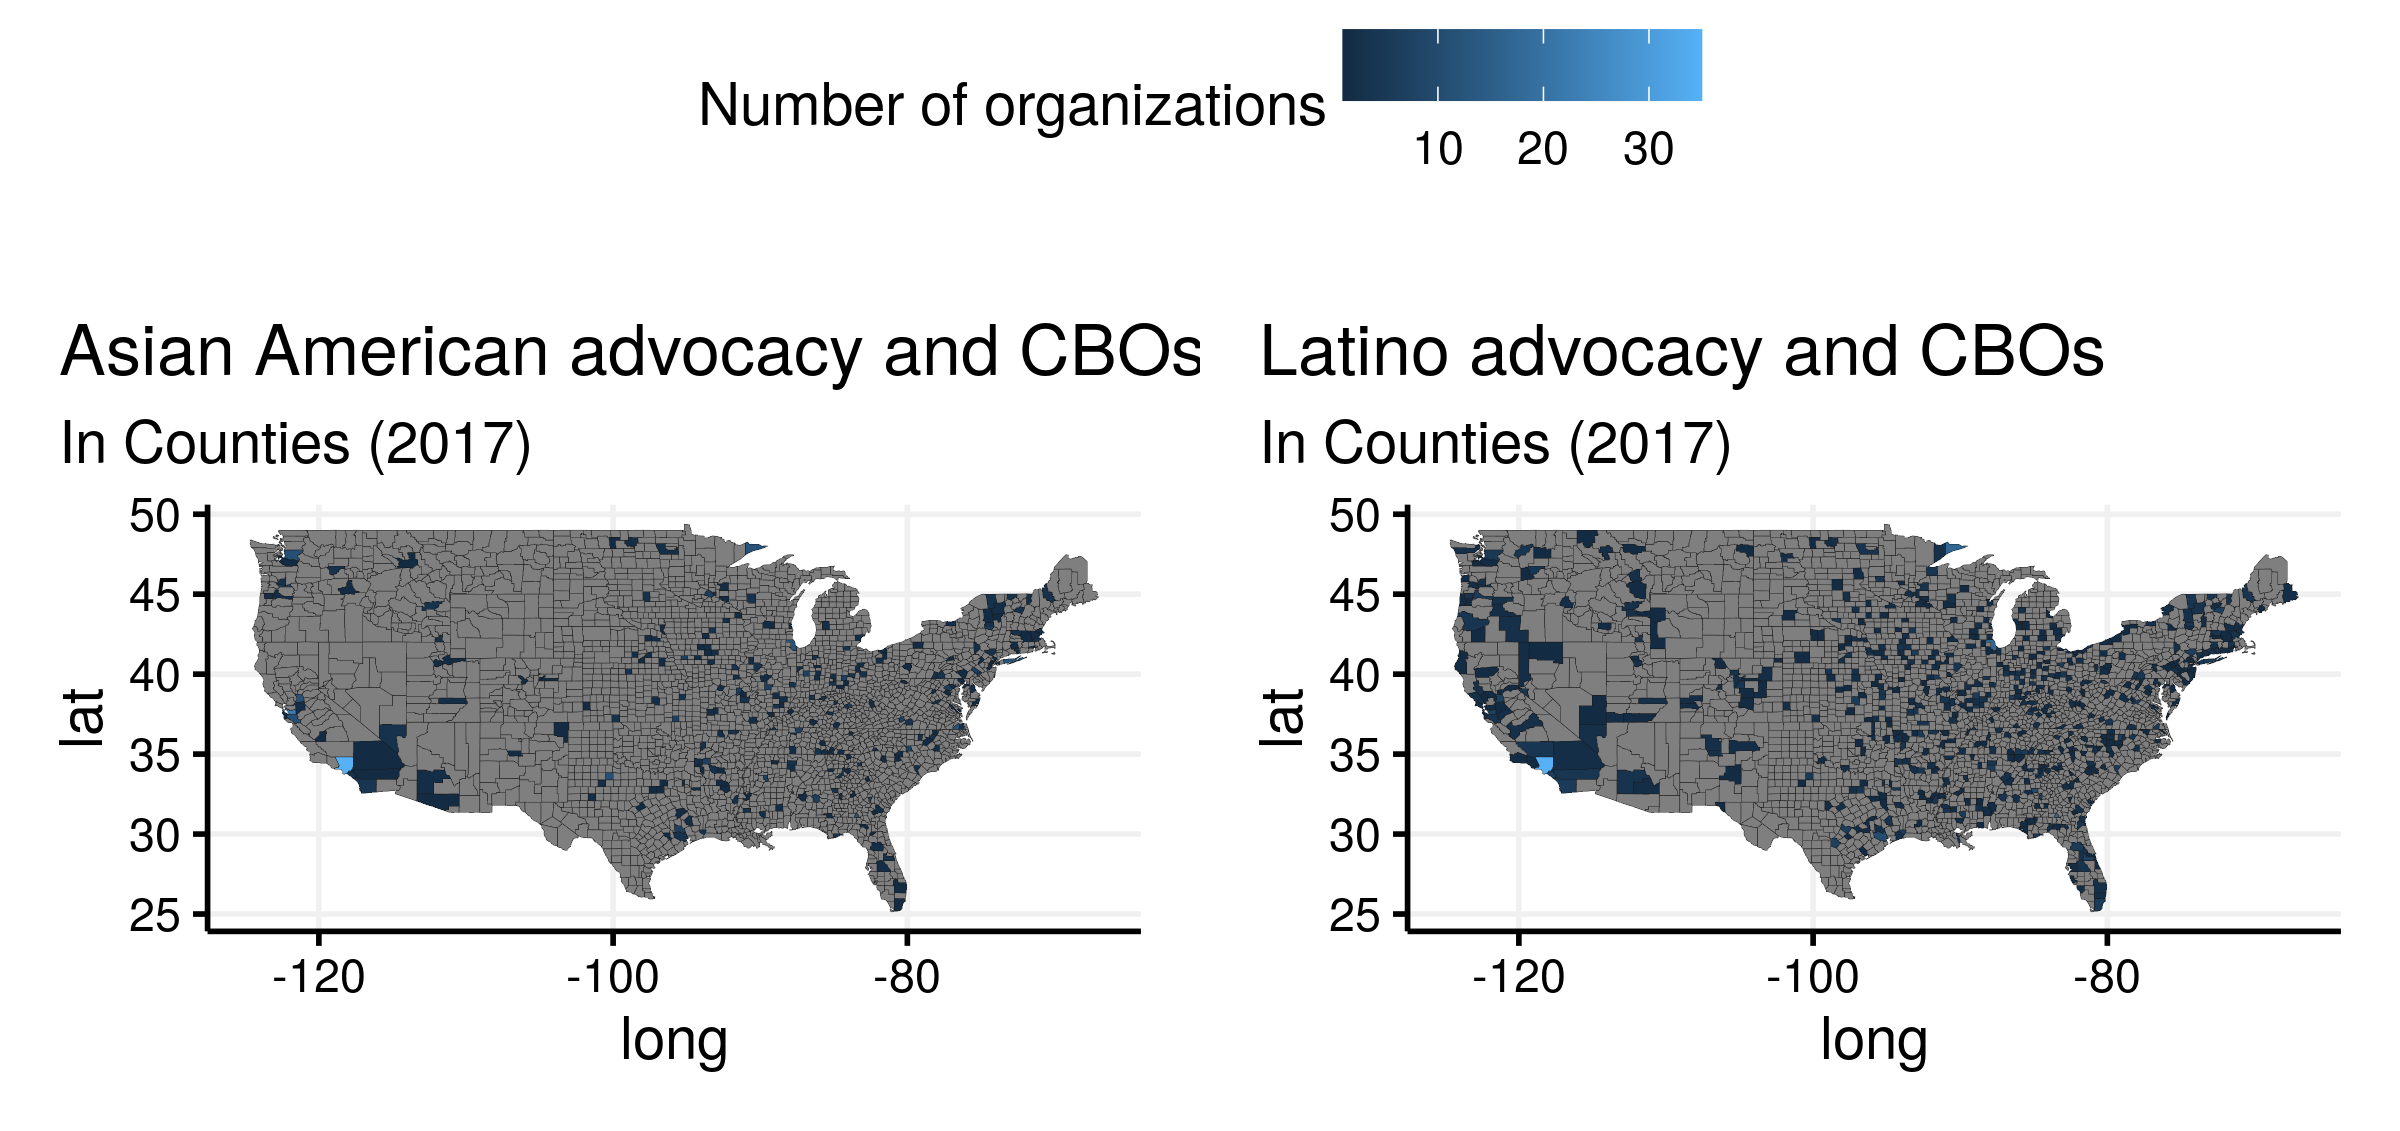 Number of organizations
10 20 30
Asian American advocacy and CBOs
In Counties (2017)
50
45
40
35
30
25
lat
-120 -100 -80
long
Latino advocacy and CBOs
In Counties (2017)
50
45
40
35
30
25
lat
-120 -100 -80
long